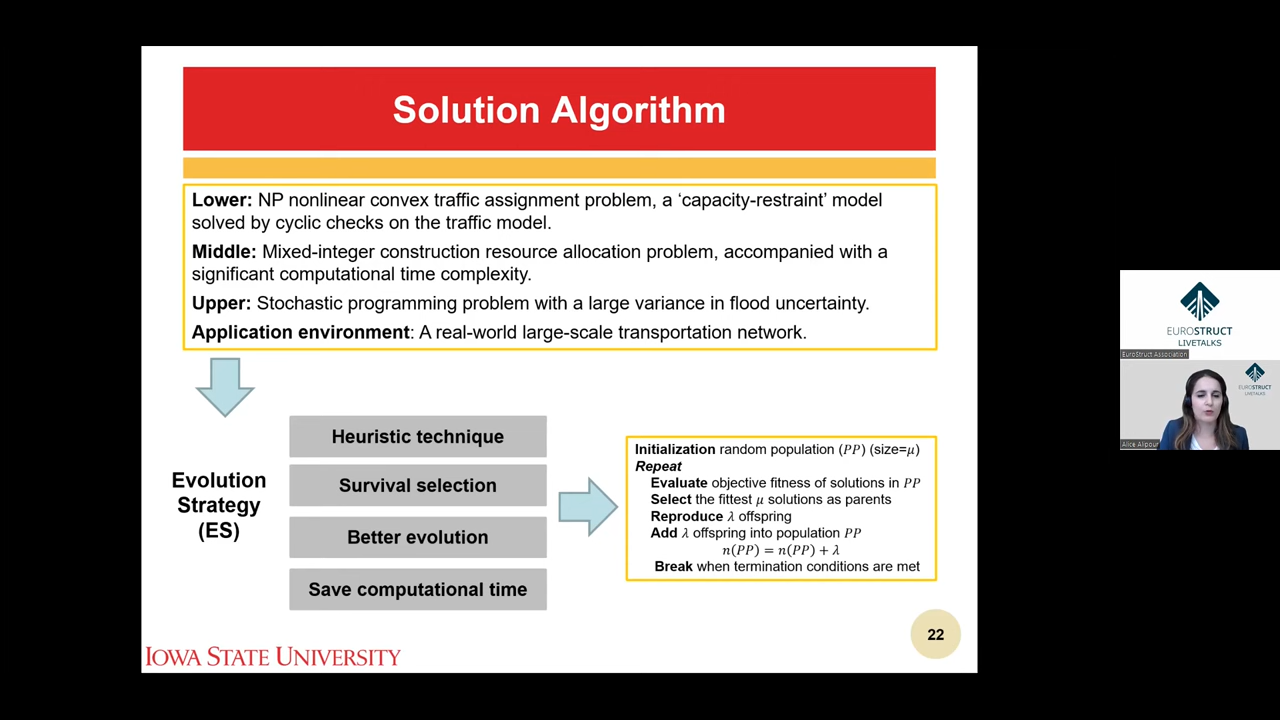 Solution Algorithm
Lower: NP nonlinear convex traffic assignment problem, a ‘capacity-restraint’ model
solved by cyclic checks on the traffic model.
Middle: Mixed-integer construction resource allocation problem, accompanied with a
significant computational time complexity.
Upper: Stochastic programming problem with a large variance in flood uncertainty.
Application environment: A real-world large-scale transportation network.
Evolution
Strategy
(ES)
Heuristic technique
Survival selection
Better evolution
Save computational time
Initialization random population (PP) (size=μ)
Repeat
Evaluate objective fitness of solutions in PP
Select the fittest μ solutions as parents
Reproduce λ offspring
Add λ offspring into population PP
n(PP) = n(PP) + λ
Break when termination conditions are met
22
IOWA STATE UNIVERSITY
EUROSTRUCT
LIVETALKS
EuroStruct Association
EUROSTRUCT
LIVETALKS
Alice Alipour